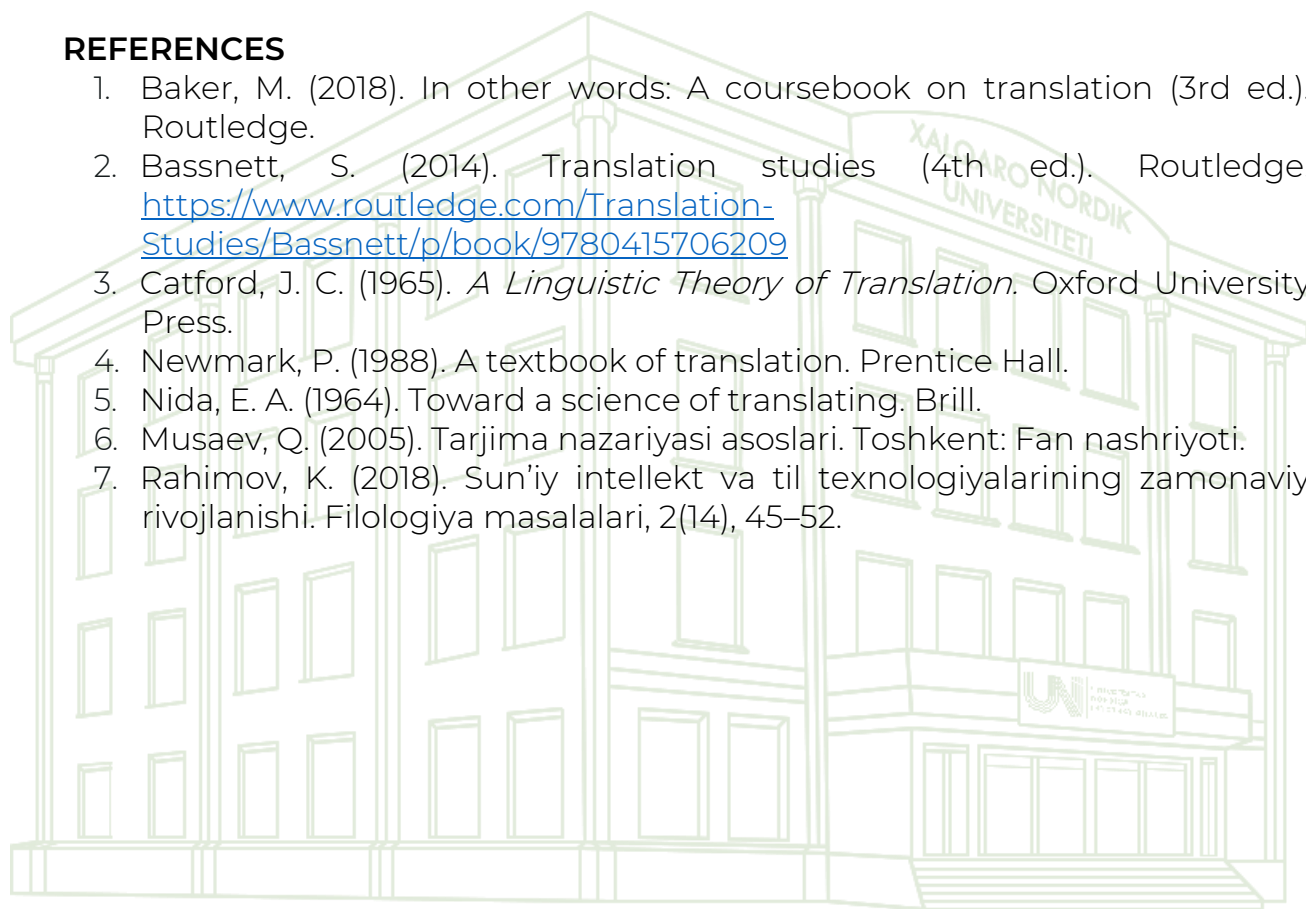 REFERENCES
1. Baker, M. (2018). In other words: A coursebook on translation (3rd ed.).
Routledge.
2. Bassnett, S. (2014). Translation studies (4th ed.). Routledge
https://www.routledge.com/Translation-
Studies/Bassnett/p/book/9780415706209
3. Catford, J. C. (1965). A Linguistic Theory of Translation. Oxford University
Press.
4. Newmark, P. (1988). A textbook of translation. Prentice Hall.
5. Nida, E. A. (1964). Toward a science of translating. Brill.
6. Musaev, Q. (2005). Tarjima nazariyasi asoslari. Toshkent: Fan nashriyoti.
7. Rahimov, K. (2018). Sun’iy intellekt va til texnologiyalarining zamonaviy
rivojlanishi. Filologiya masalalari, 2(14), 45–52.
XALQARO NORDIK
UNIVERSITETI
UNI